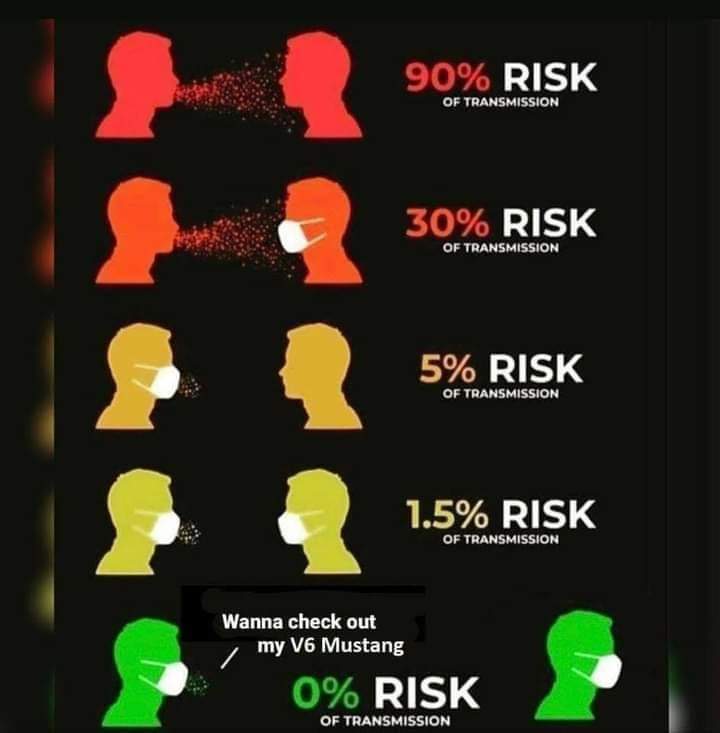 90% RISK
OF TRANSMISSION
30% RISK
OF TRANSMISSION
5% RISK
OF TRANSMISSION
1.5% RISK
OF TRANSMISSION
Wanna check out
my V6 Mustang
0% RISK
OF TRANSMISSION